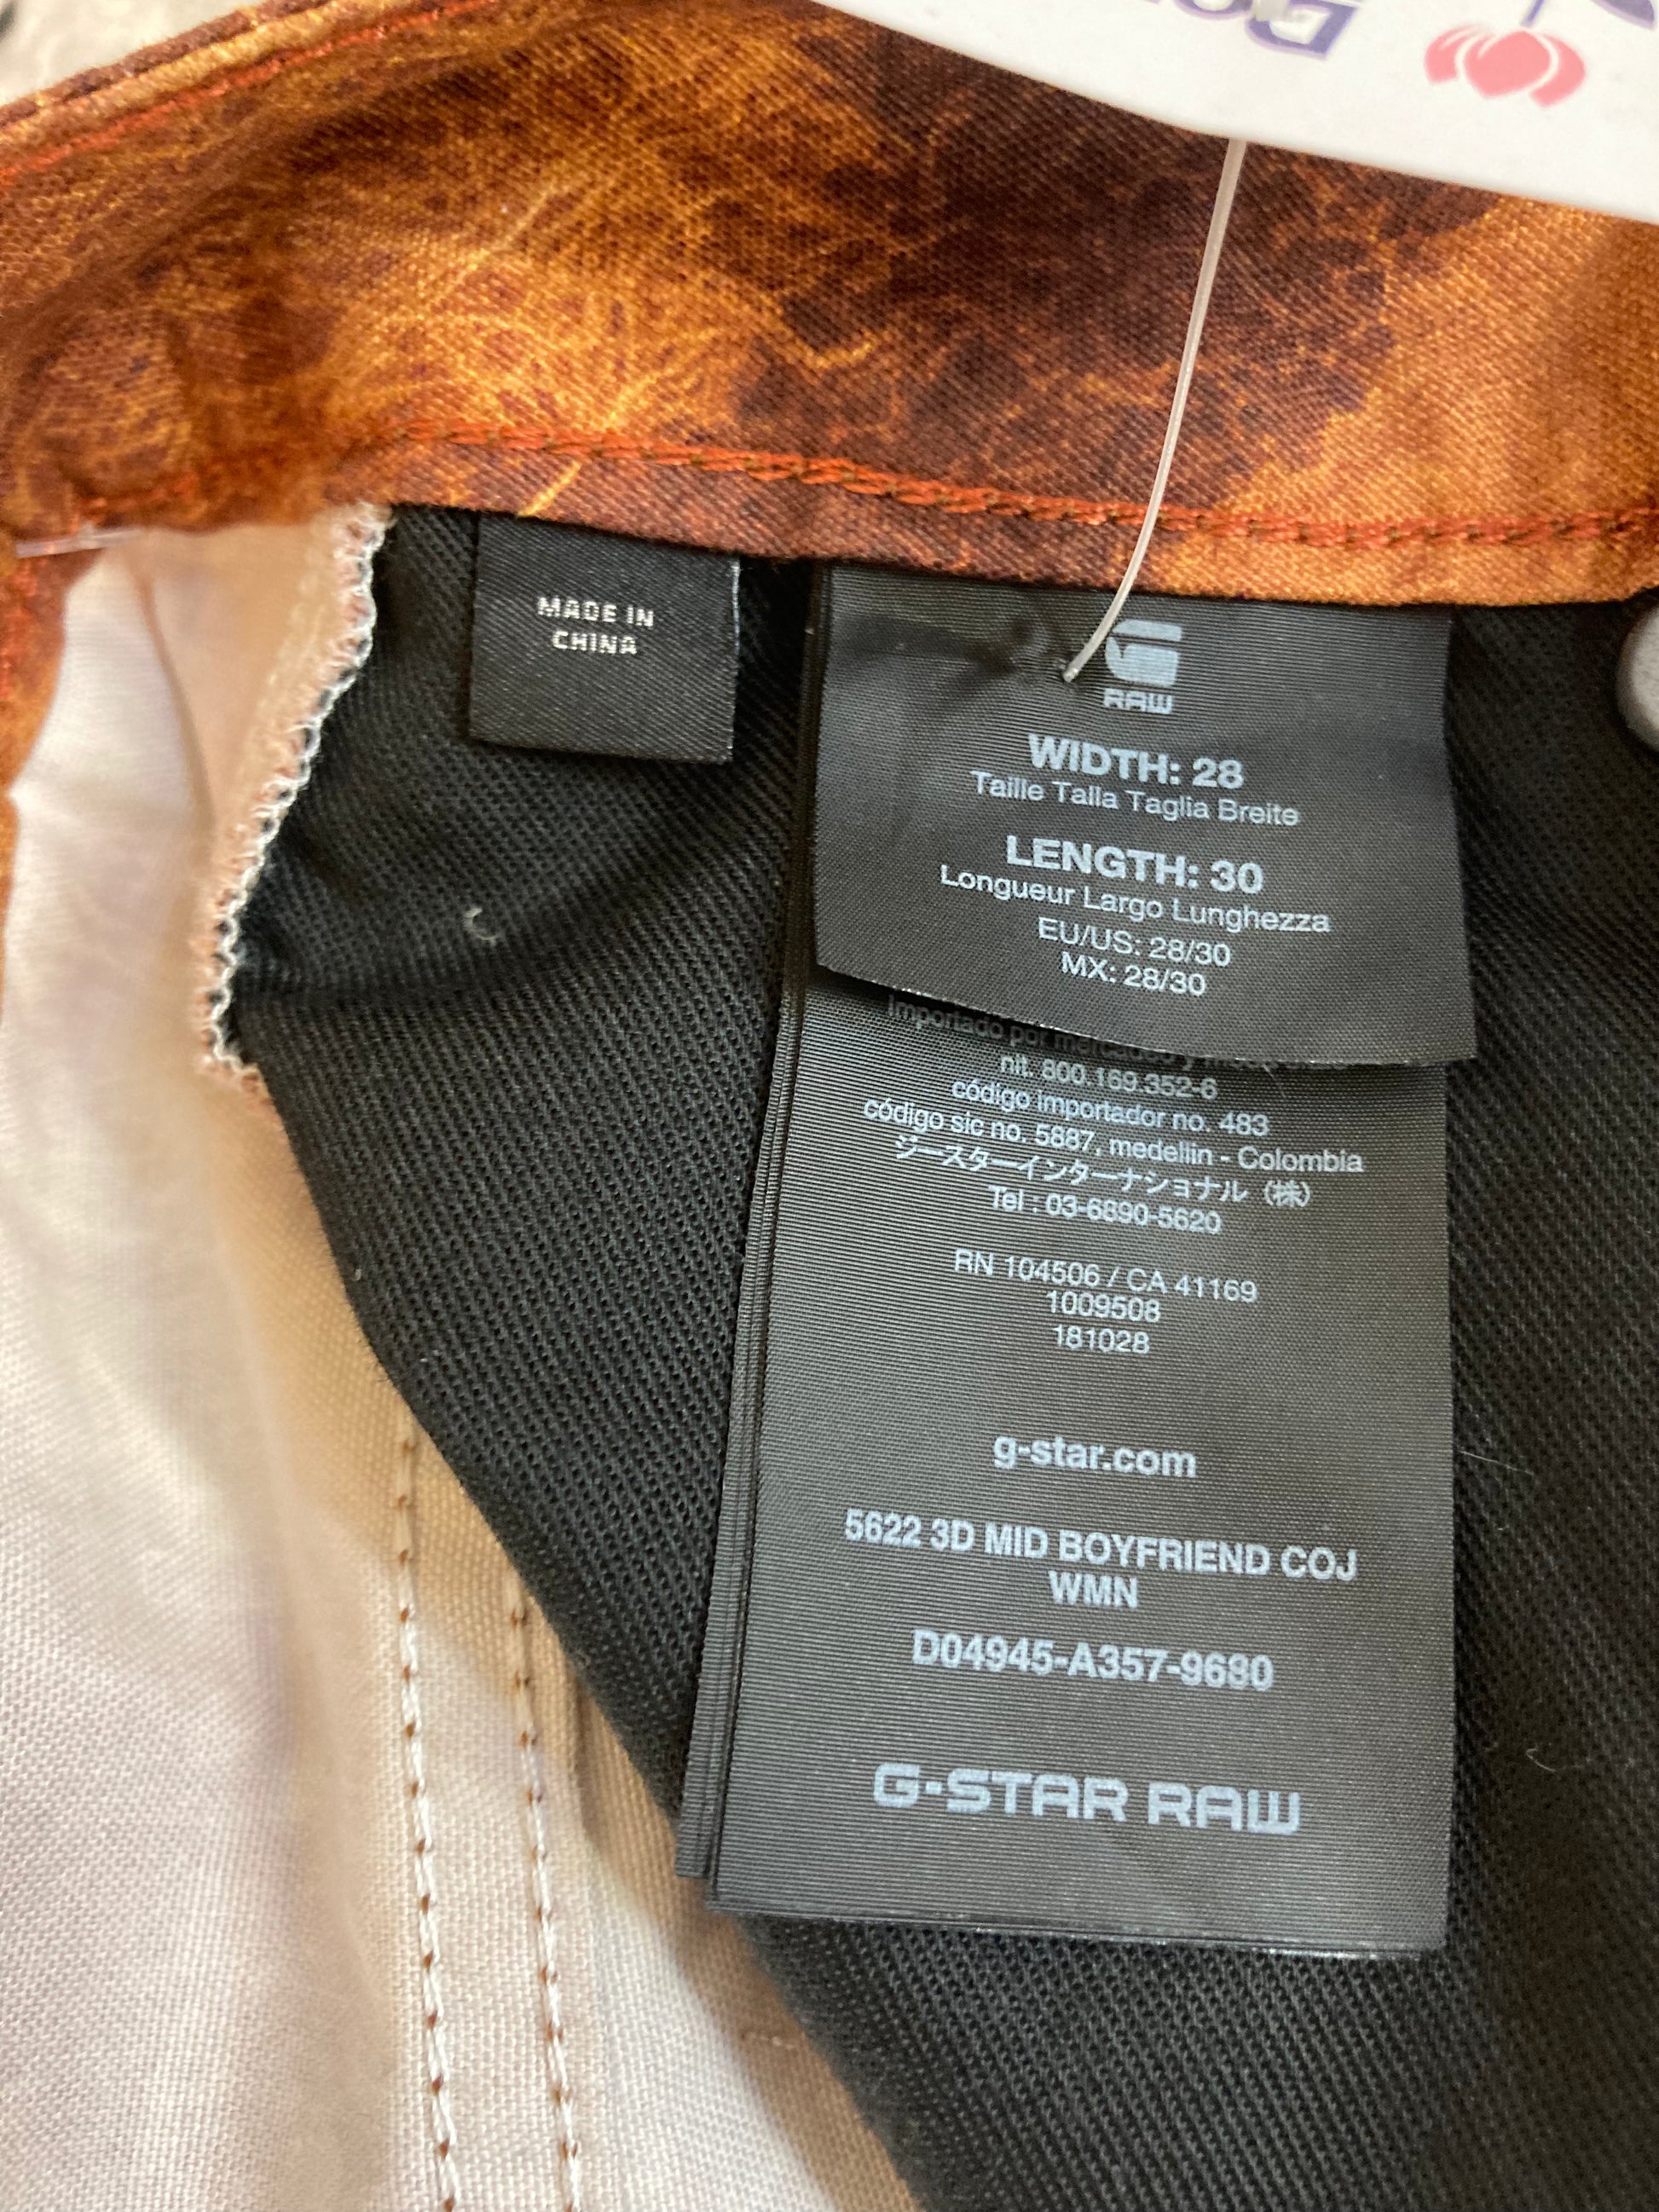 MADE IN
CHINA
RAW
WIDTH: 28
Taille Talla Taglia Breite
LENGTH: 30
Longueur Largo Lunghezza
EU/US: 28/30
MX: 28/30
Importado por mercadeo y
nit. 800.169.352-6
código importador no. 483
código sic no. 5887, medellin - Colombia
ジースターインターナショナル（株）
Tel : 03-6890-5620
RN 104506 / CA 41169
1009508
181028
g-star.com
5622 3D MID BOYFRIEND COJ
WMN
D04945-A357-9680
G-STAR RAW